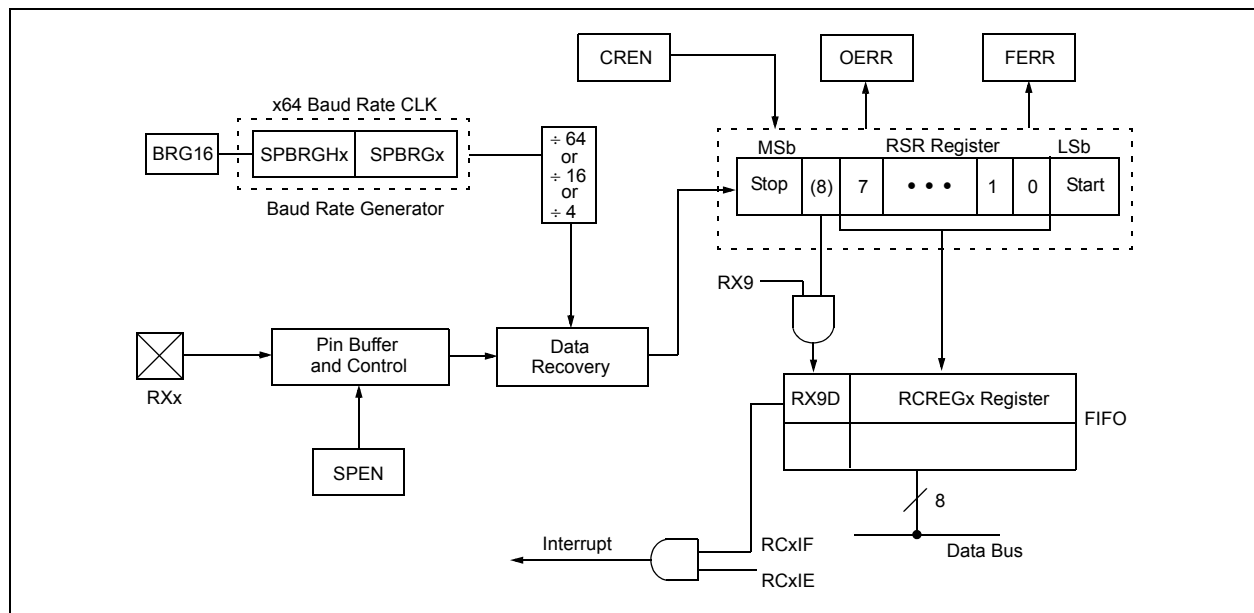 CREN
OERR
FERR
x64 Baud Rate CLK
BRG16
SPBRGHx
SPBRGx
Baud Rate Generator
÷ 64
or
÷ 16
or
÷ 4
MSb
RSR Register
LSb
Stop
(8)
7
• • •
1
0
Start
RX9
RXx
Pin Buffer
and Control
Data
Recovery
SPEN
RX9D
RCREGx Register
FIFO
8
Data Bus
Interrupt
RCxIF
RCxIE